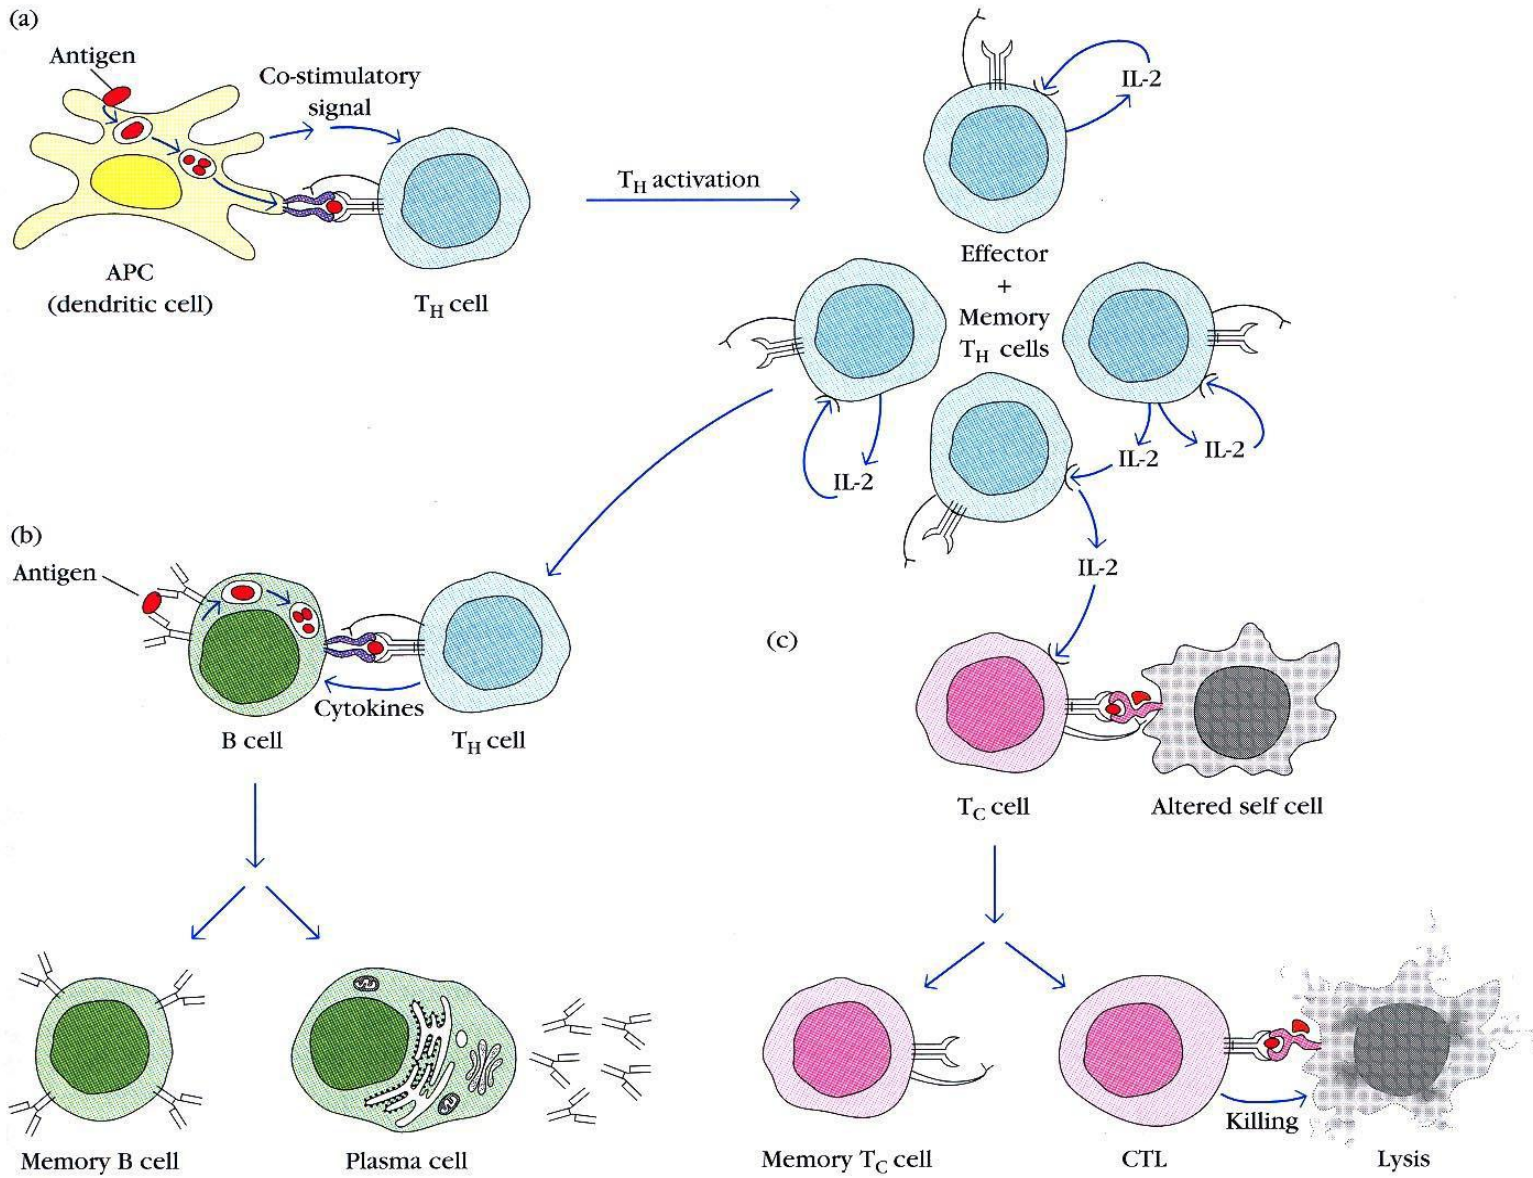 (a)
Antigen
Co-stimulatory
signal
APC
(dendritic cell)
TH cell
TH activation
IL-2
Effector
+
Memory
TH cells
IL-2
IL-2
IL-2
IL-2
(b)
Antigen
Cytokines
B cell
TH cell
Memory B cell
Plasma cell
(c)
TC cell
Altered self cell
Memory TC cell
CTL
Killing
Lysis